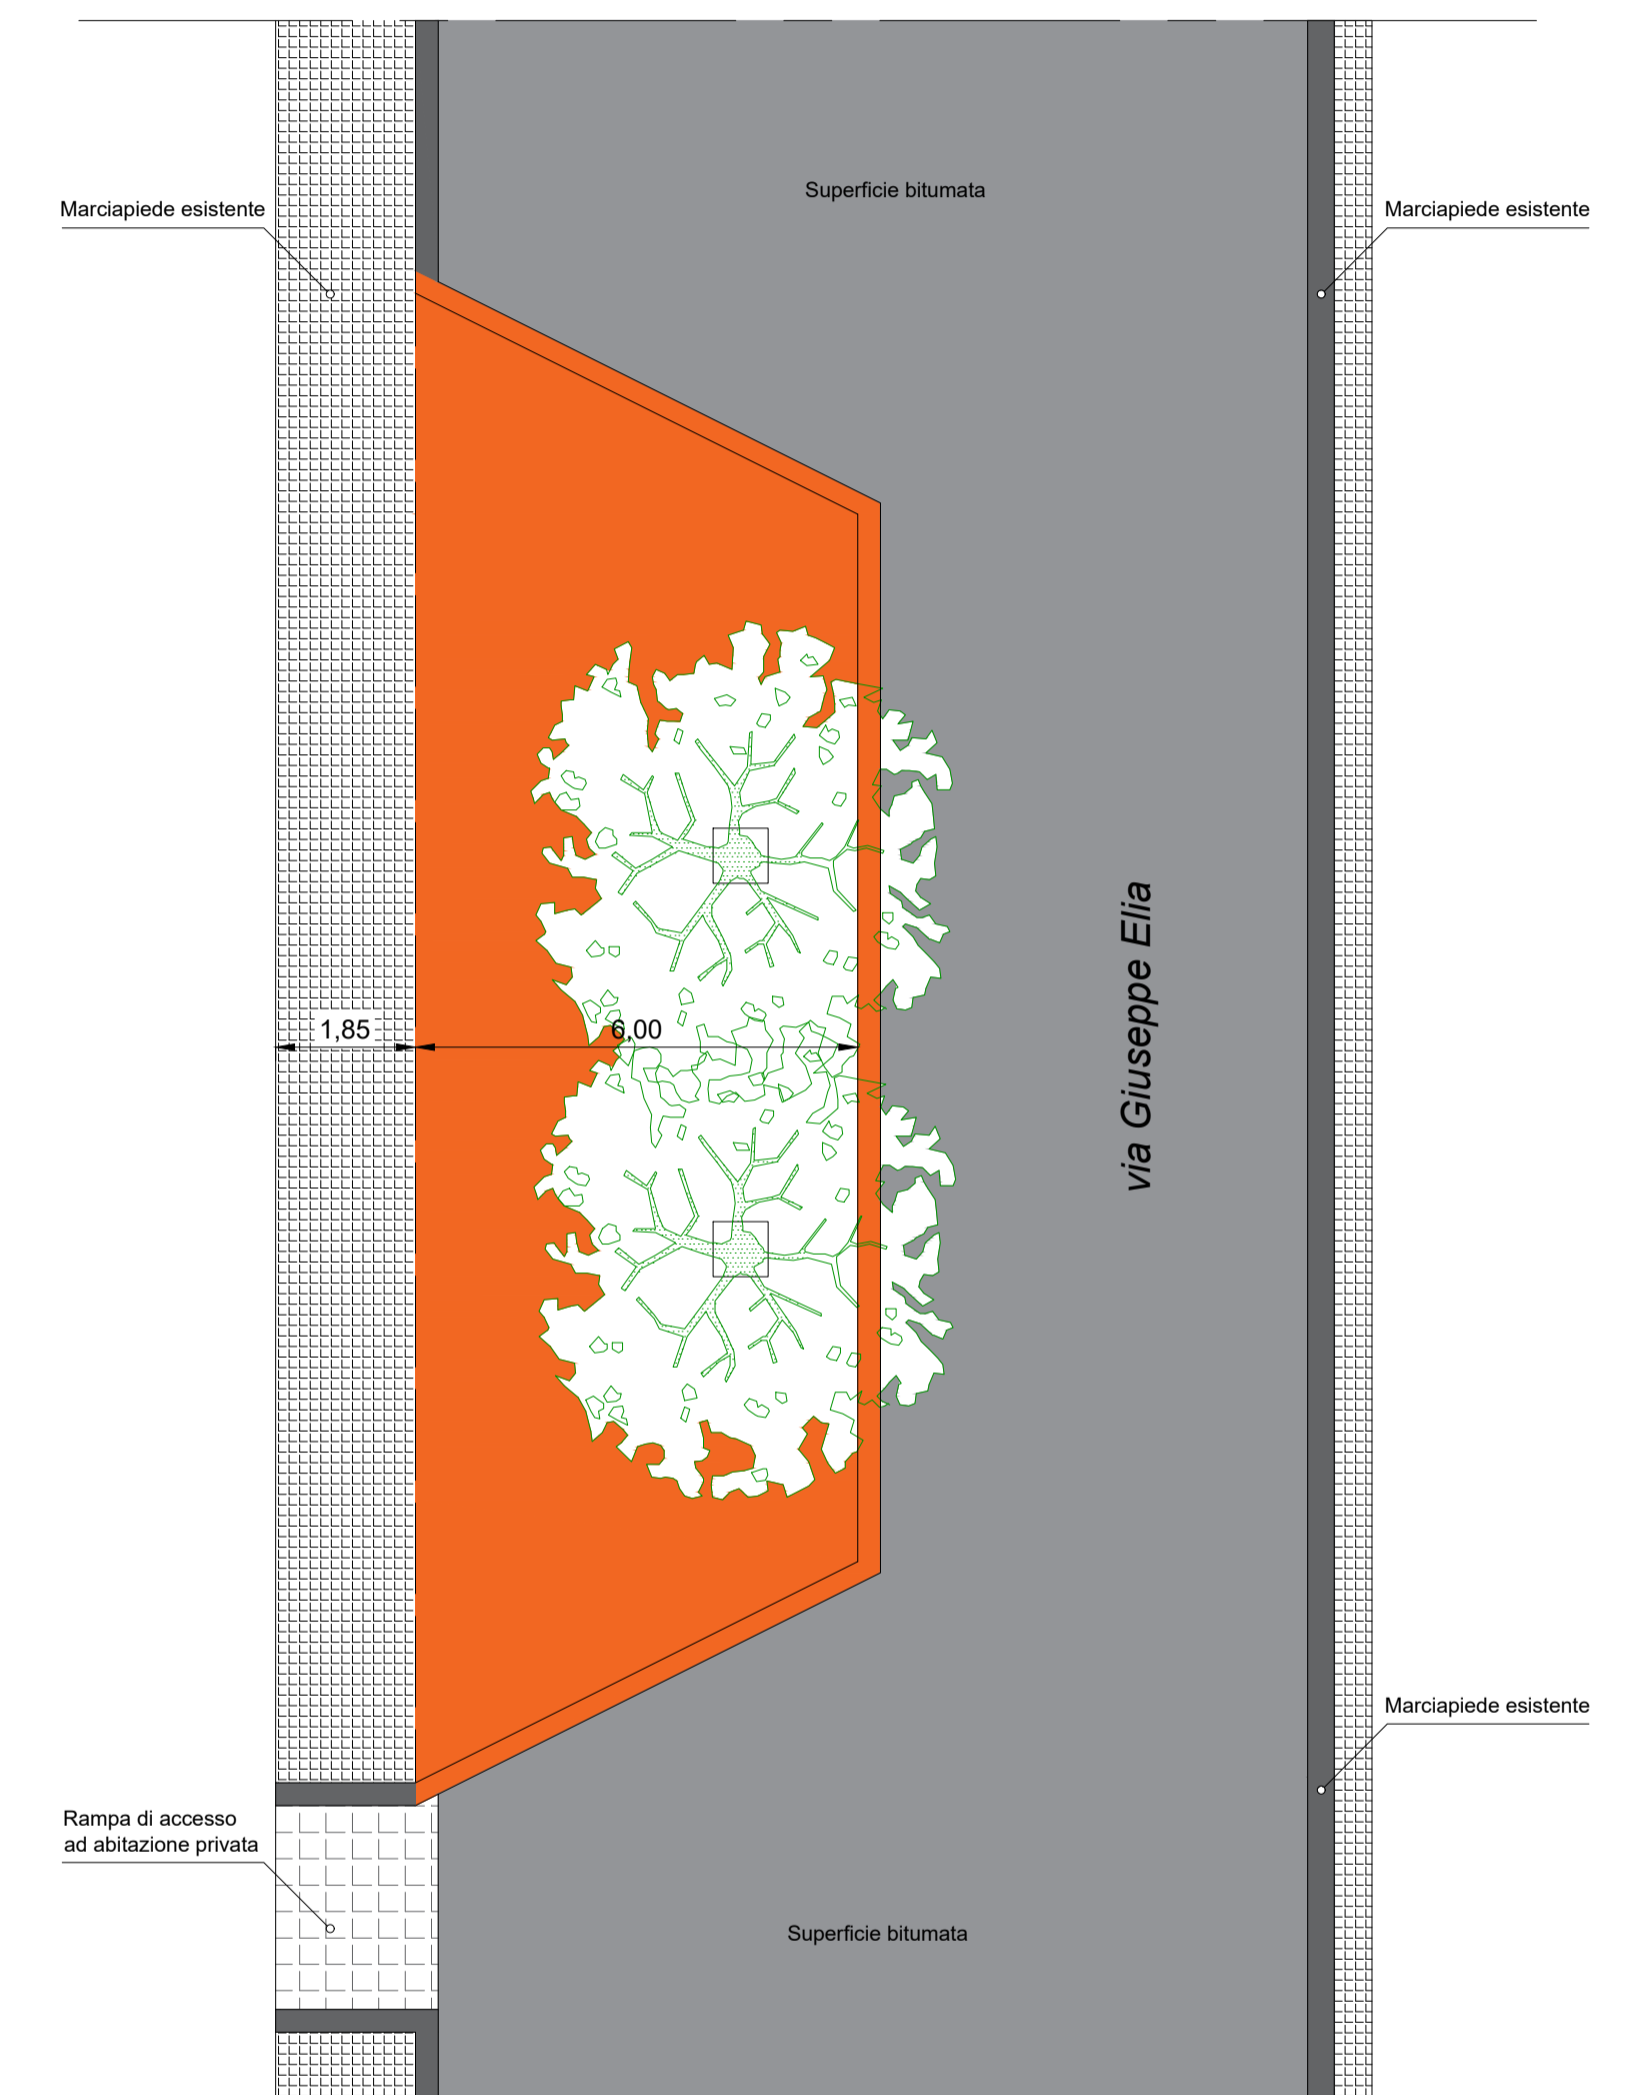 Superficie bitumata
Marciapiede esistente
Marciapiede esistente
via Giuseppe Elia
1,85
6,00
Marciapiede esistente
Rampa di accesso
ad abitazione privata
Superficie bitumata